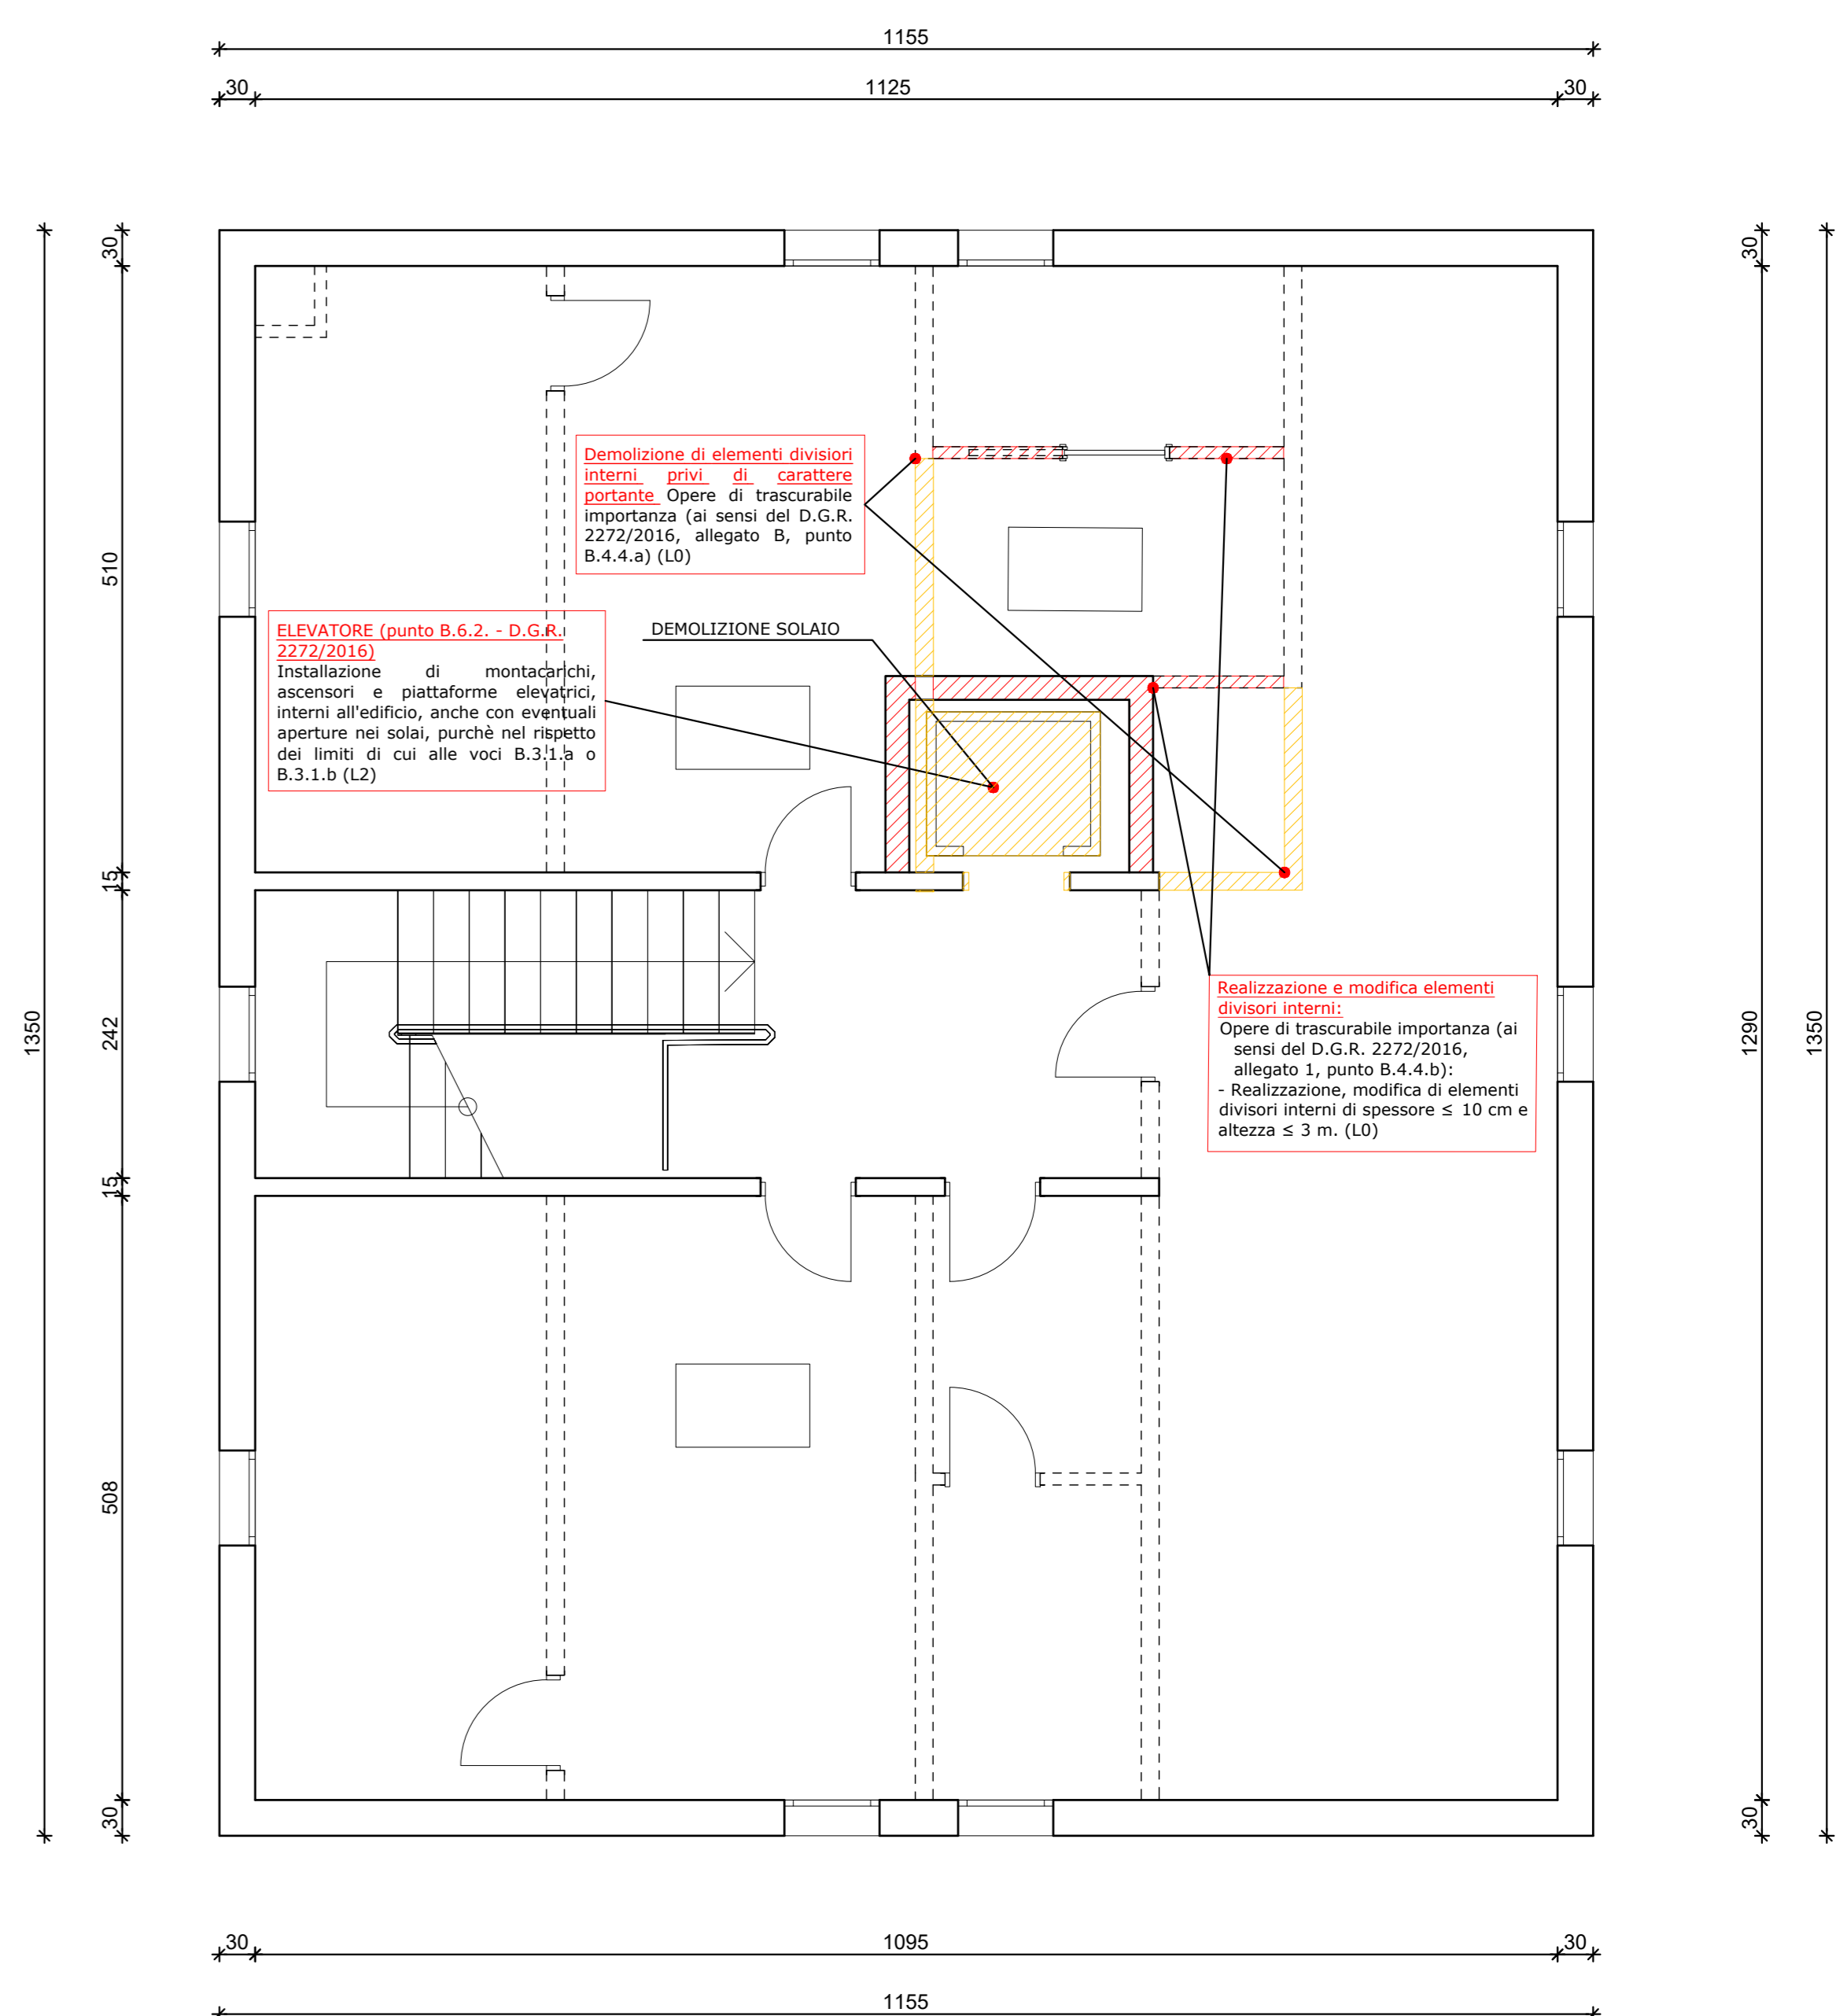 1155
30 1125 30
30
30
Demolizione di elementi divisiori
interni privi di carattere
portante Opere di trascurabile
importanza (ai sensi del D.G.R.
2272/2016, allegato B, punto
B.4.4.a) (L0)
510
ELEVATORE (punto B.6.2. - D.G.R.
2272/2016)
Installazione di montacarichi,
ascensori e piattaforme elevatrici,
interni all'edificio, anche con eventuali
aperture nei solai, purchè nel rispetto
dei limiti di cui alle voci B.3.1.a o
B.3.1.b (L2)
DEMOLIZIONE SOLAIO
15
1350
242
1290
1350
Realizzazione e modifica elementi
divisori interni:
Opere di trascurabile importanza (ai
sensi del D.G.R. 2272/2016,
allegato 1, punto B.4.4.b):
- Realizzazione, modifica di elementi
divisori interni di spessore ≤ 10 cm e
altezza ≤ 3 m. (L0)
15
508
30
30
30 1095 30
1155